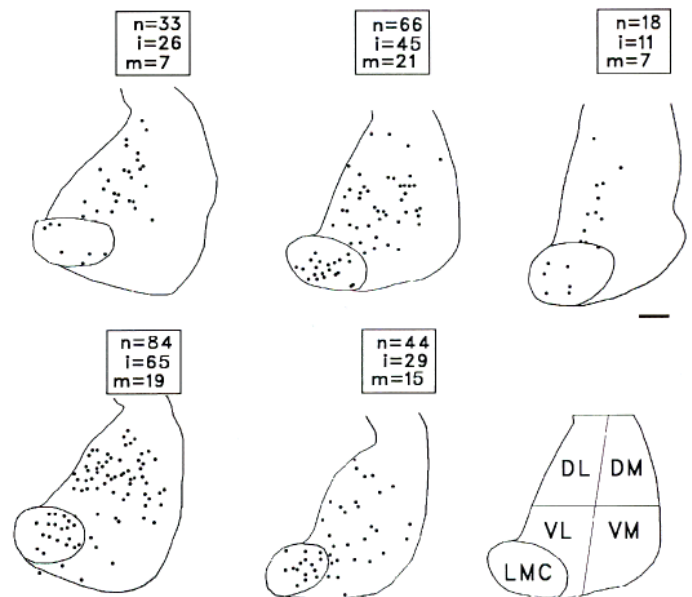 n=33
i=26
m=7
n=66
i=45
m=21
n=18
i=11
m=7
n=84
i=65
m=19
n=44
i=29
m=15
DL DM
VL VM
LMC